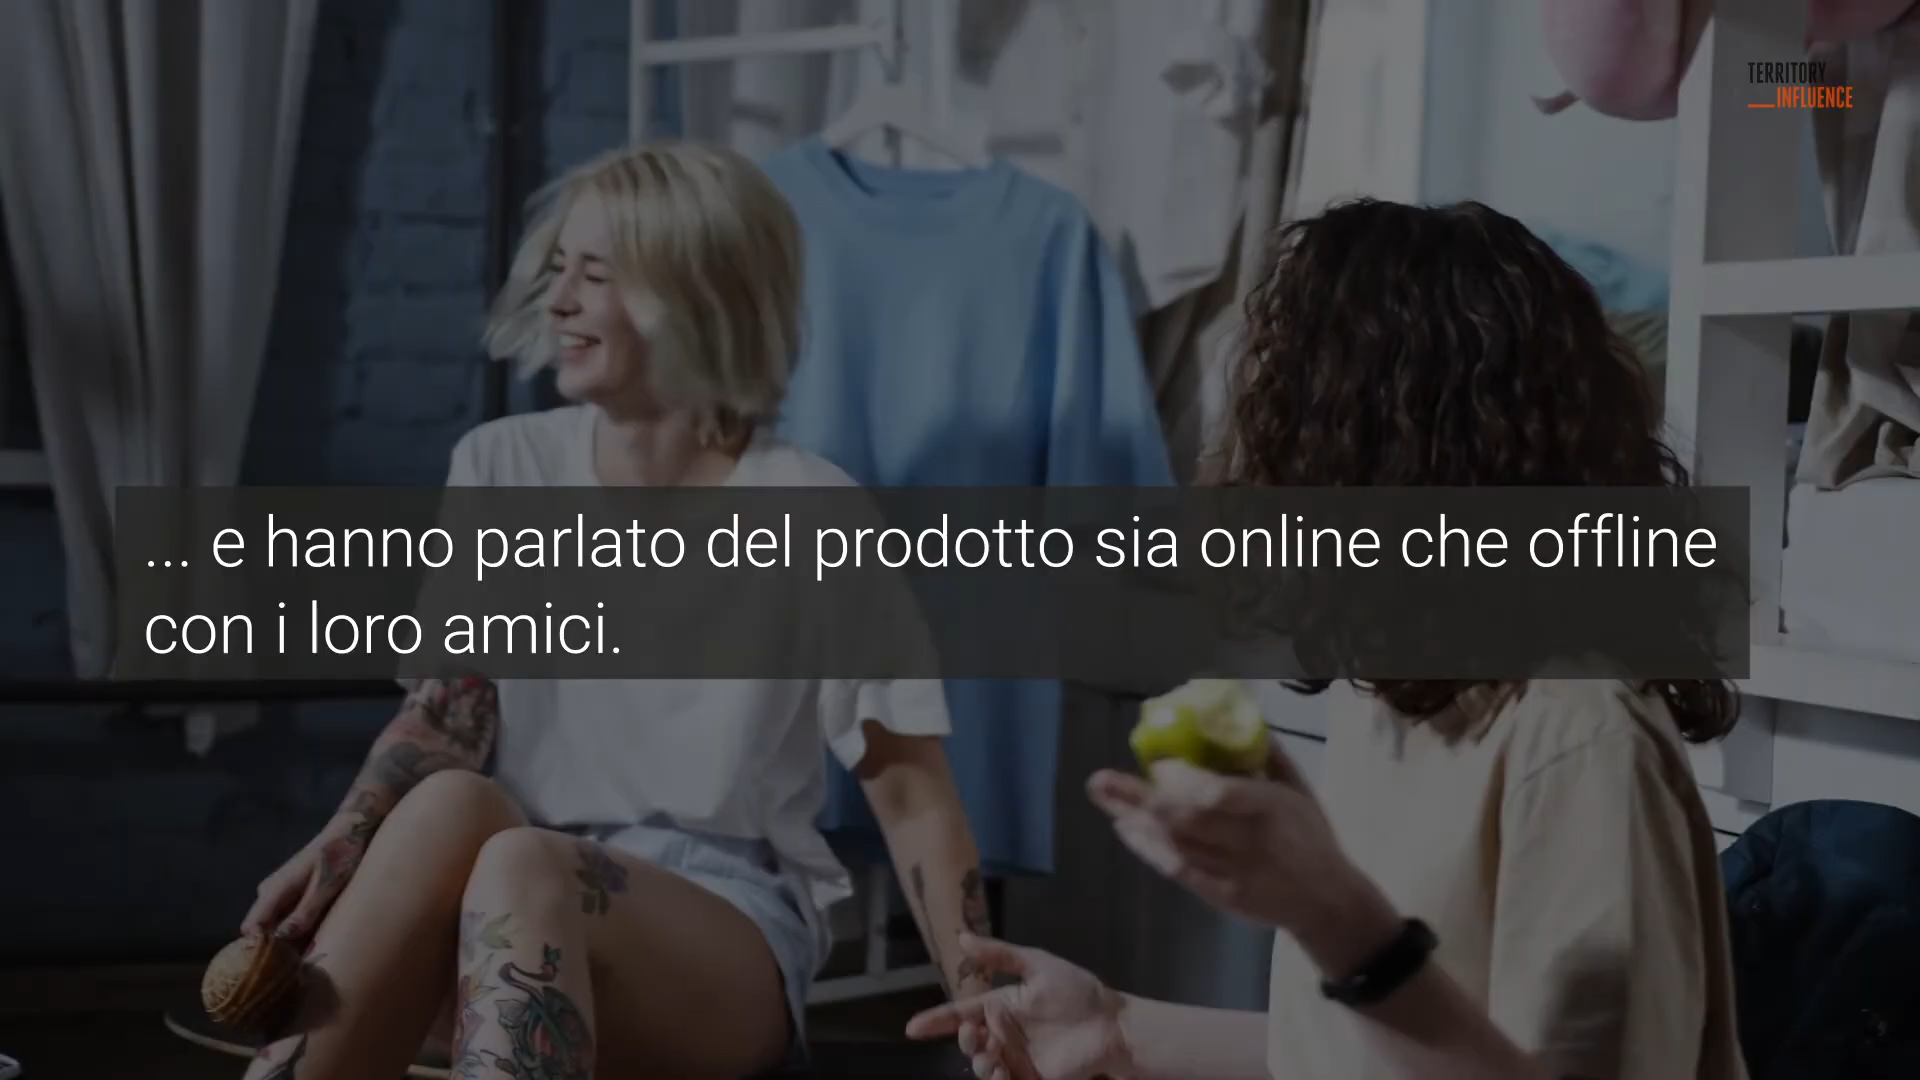 TERRITORY
INFLUENCE
... e hanno parlato del prodotto sia online che offline
con i loro amici.